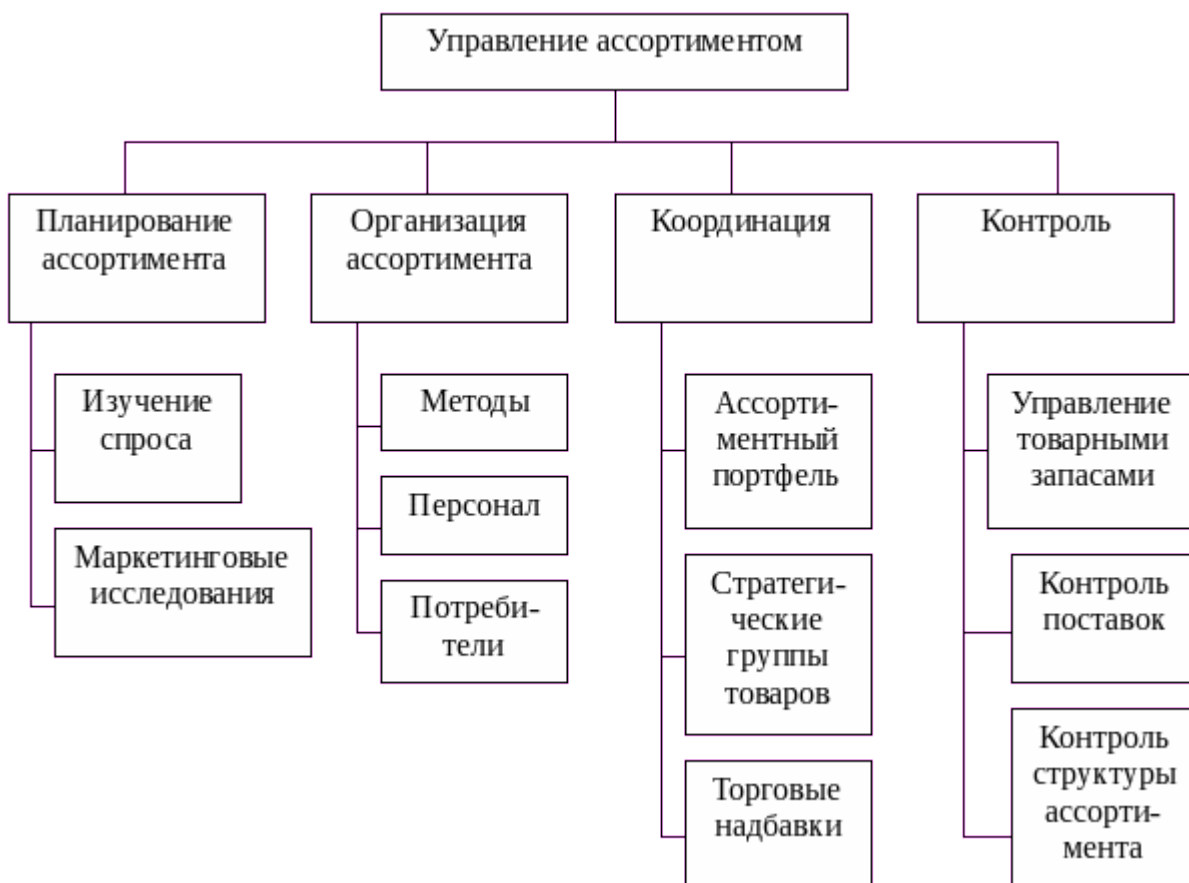 Управление ассортиментом
Планирование
ассортимента
Организация
ассортимента
Координация
Контроль
Изучение
спроса
Маркетинговые
исследования
Методы
Персонал
Потреби-
тели
Ассорти-
ментный
портфель
Стратеги-
ческие
группы
товаров
Торговые
надбавки
Управление
товарными
запасами
Контроль
поставок
Контроль
структуры
ассорти-
мента